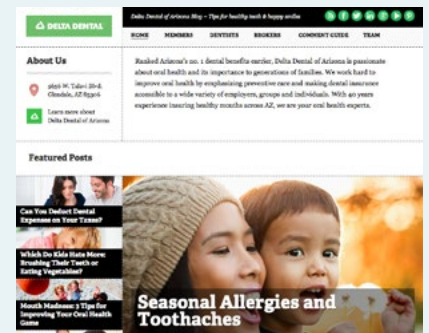 DELTA DENTAL
Delta Dental of Arizona Blog – Tips for healthy teeth & happy smiles
HOME MEMBERS DENTISTS BROKERS COMMENT GUIDE TEAM
About Us
5656 W. Talavi Blvd.
Glendale, AZ 85306
Learn more about
Delta Dental of Arizona
Ranked Arizona's no. 1 dental benefits carrier, Delta Dental of Arizona is passionate
about oral health and its importance to generations of families. We work hard to
improve oral health by emphasizing preventive care and making dental insurance
accessible to a wide variety of employers, groups and individuals. With 40 years
experience insuring healthy mouths across AZ, we are your oral health experts.
Featured Posts
Can You Deduct Dental
Expenses on Your Taxes?
Which Do Kids Hate More:
Brushing Their Teeth or
Eating Vegetables?
Mouth Madness: 3 Tips for
Improving Your Oral Health
Game
Seasonal Allergies and
Toothaches